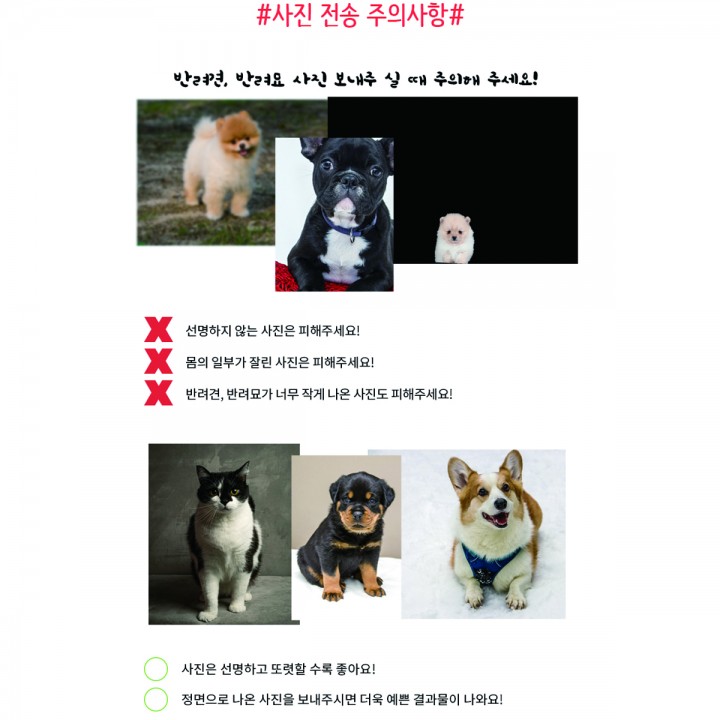 #사진 전송 주의사항#
반려견, 반려묘 사진 보내주 실 때 주의해 주세요!
X 선명하지 않는 사진은 피해주세요!
X 몸의 일부가 잘린 사진은 피해주세요!
X 반려견, 반려묘가 너무 작게 나온 사진도 피해주세요!
사진은 선명하고 또렷할 수록 좋아요!
정면으로 나온 사진을 보내주시면 더욱 예쁜 결과물이 나와요!